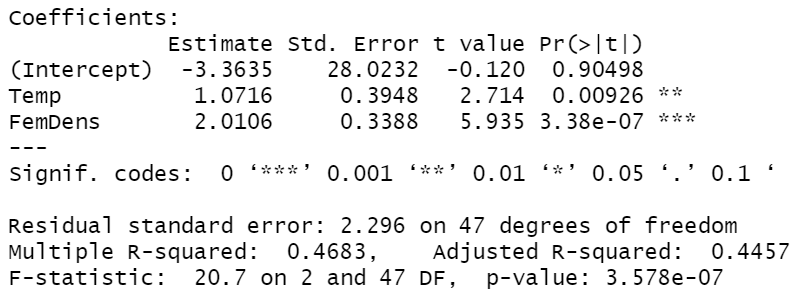 Coefficients:
            Estimate Std. Error t value Pr(>|t|)
(Intercept)  -3.3635    28.0232  -0.120  0.90498
Temp          1.0716     0.3948   2.714  0.00926 **
FemDens       2.0106     0.3388   5.935 3.38e-07 ***
---
Signif. codes:  0 ‘***’ 0.001 ‘**’ 0.01 ‘*’ 0.05 ‘.’ 0.1 ‘

Residual standard error: 2.296 on 47 degrees of freedom
Multiple R-squared:  0.4683,    Adjusted R-squared:  0.4457
F-statistic:  20.7 on 2 and 47 DF,  p-value: 3.578e-07